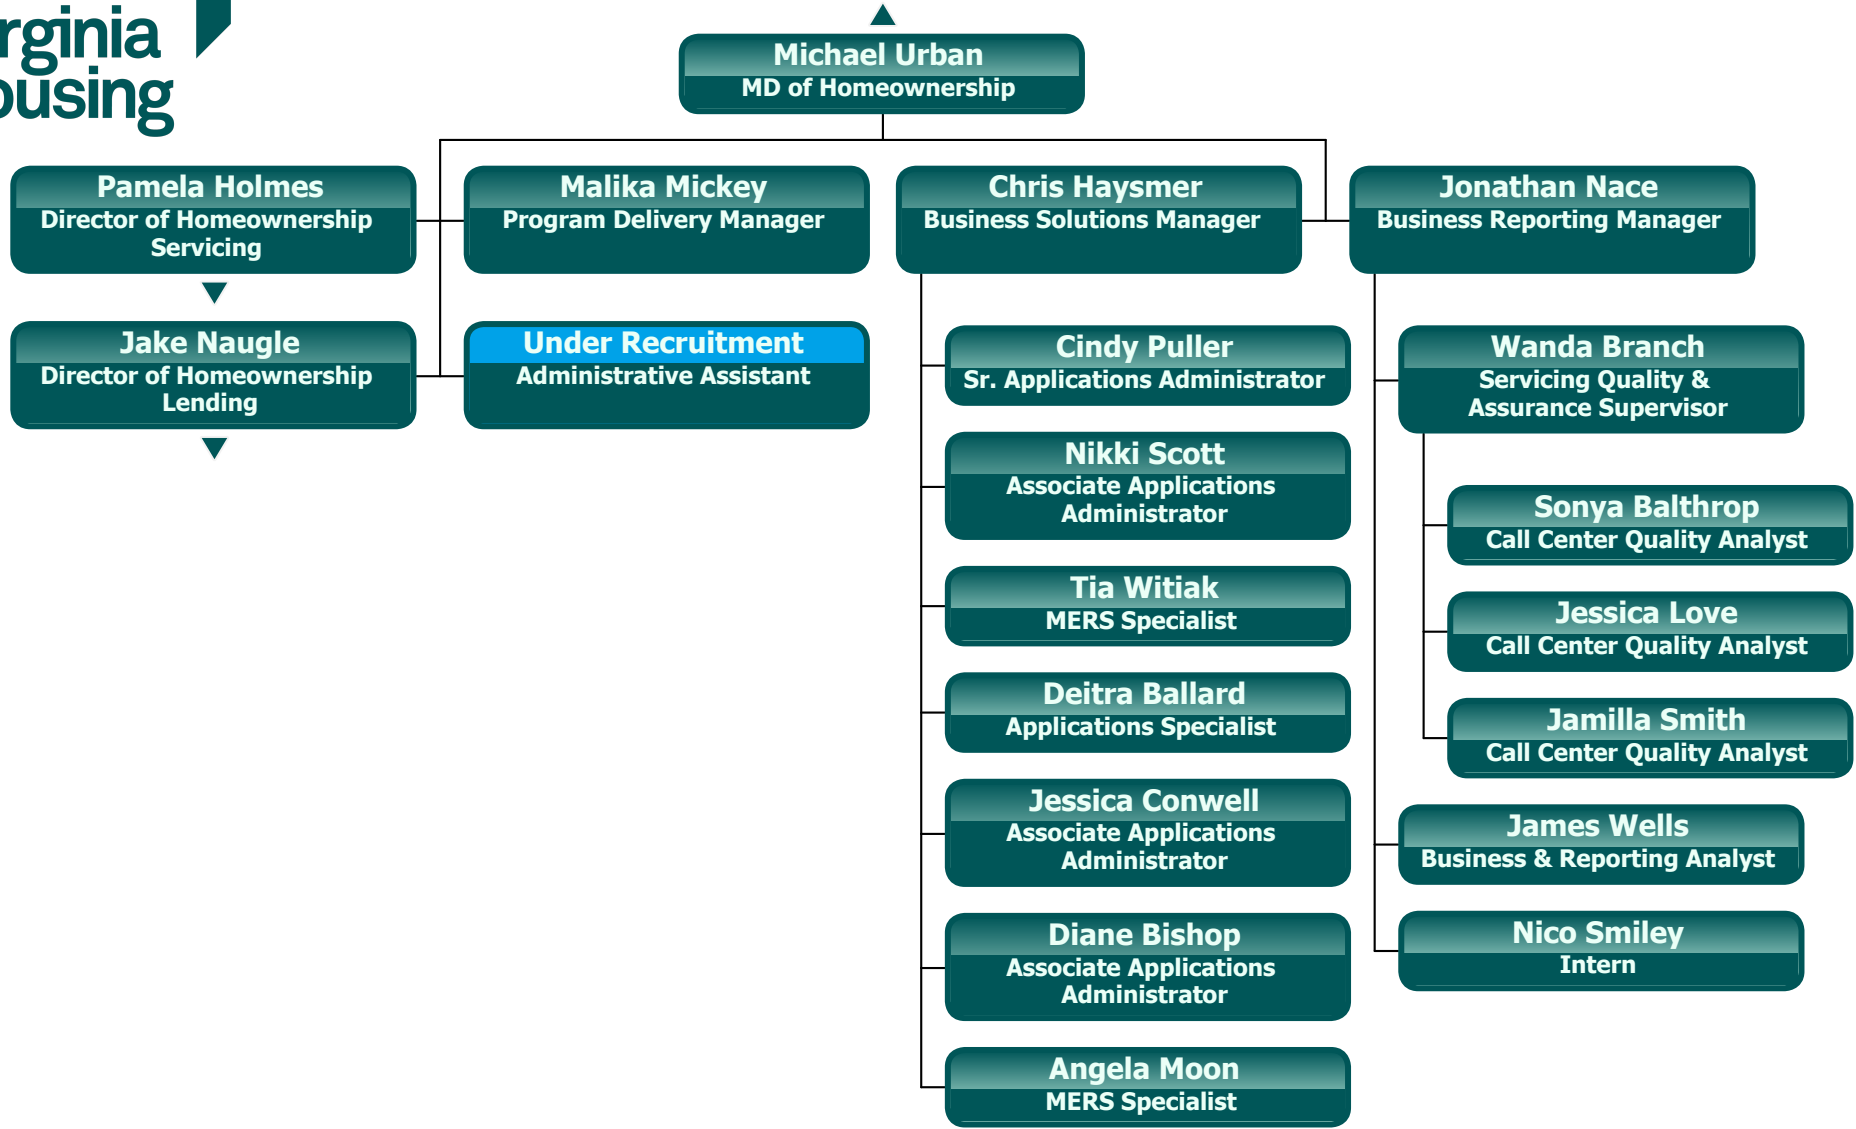 rginia
ousing
Michael Urban
MD of Homeownership
Pamela Holmes
Director of Homeownership
Servicing
Malika Mickey
Program Delivery Manager
Chris Haysmer
Business Solutions Manager
Jonathan Nace
Business Reporting Manager
Jake Naugle
Director of Homeownership
Lending
Under Recruitment
Administrative Assistant
Cindy Puller
Sr. Applications Administrator
Nikki Scott
Associate Applications
Administrator
Tia Witiak
MERS Specialist
Deitra Ballard
Applications Specialist
Jessica Conwell
Associate Applications
Administrator
Diane Bishop
Associate Applications
Administrator
Angela Moon
MERS Specialist
Wanda Branch
Servicing Quality &
Assurance Supervisor
Sonya Balthrop
Call Center Quality Analyst
Jessica Love
Call Center Quality Analyst
Jamilla Smith
Call Center Quality Analyst
James Wells
Business & Reporting Analyst
Nico Smiley
Intern